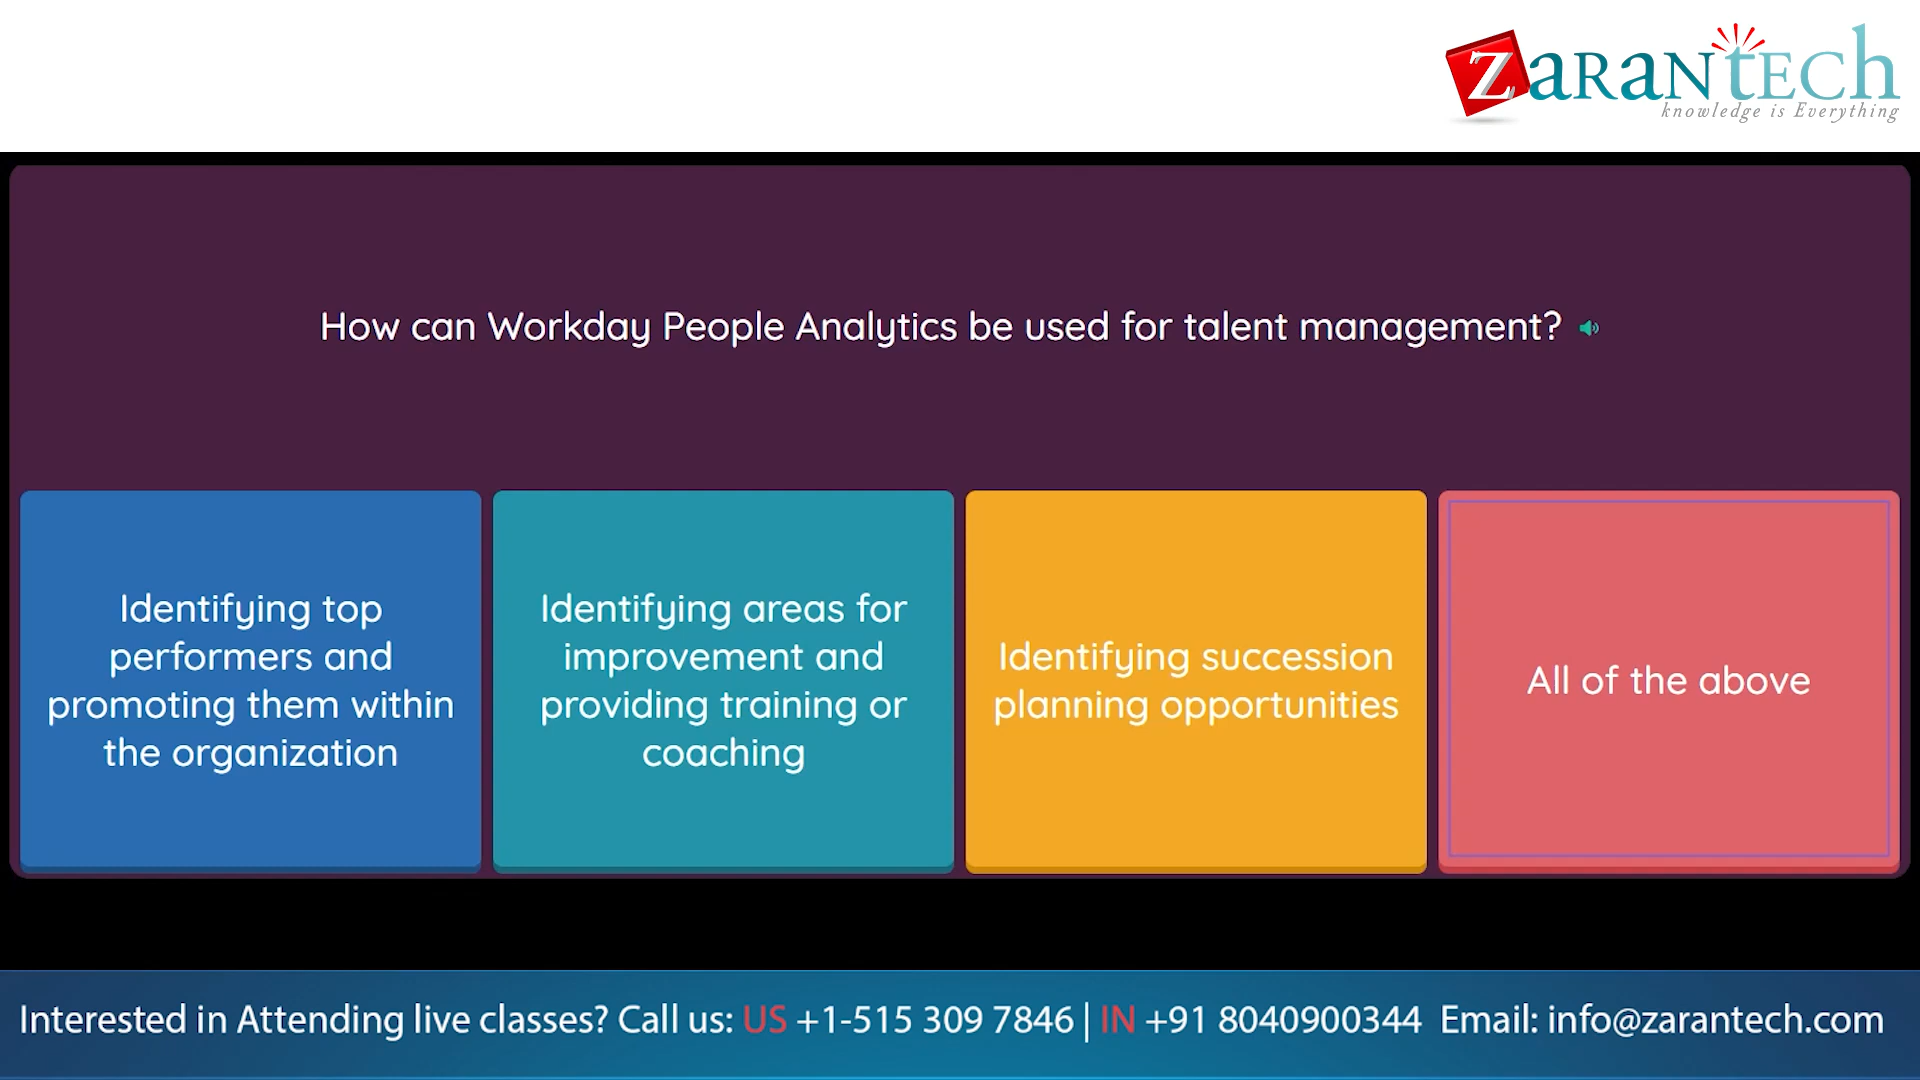 ZaranTech
knowledge is Everything
How can Workday People Analytics be used for talent management?
Identifying top
performers and
promoting them within
the organization
Identifying areas for
improvement and
providing training or
coaching
Identifying succession
planning opportunities
All of the above
Interested in Attending live classes? Call us: US +1-515 309 7846 | IN +91 8040900344 Email: info@zarantech.com